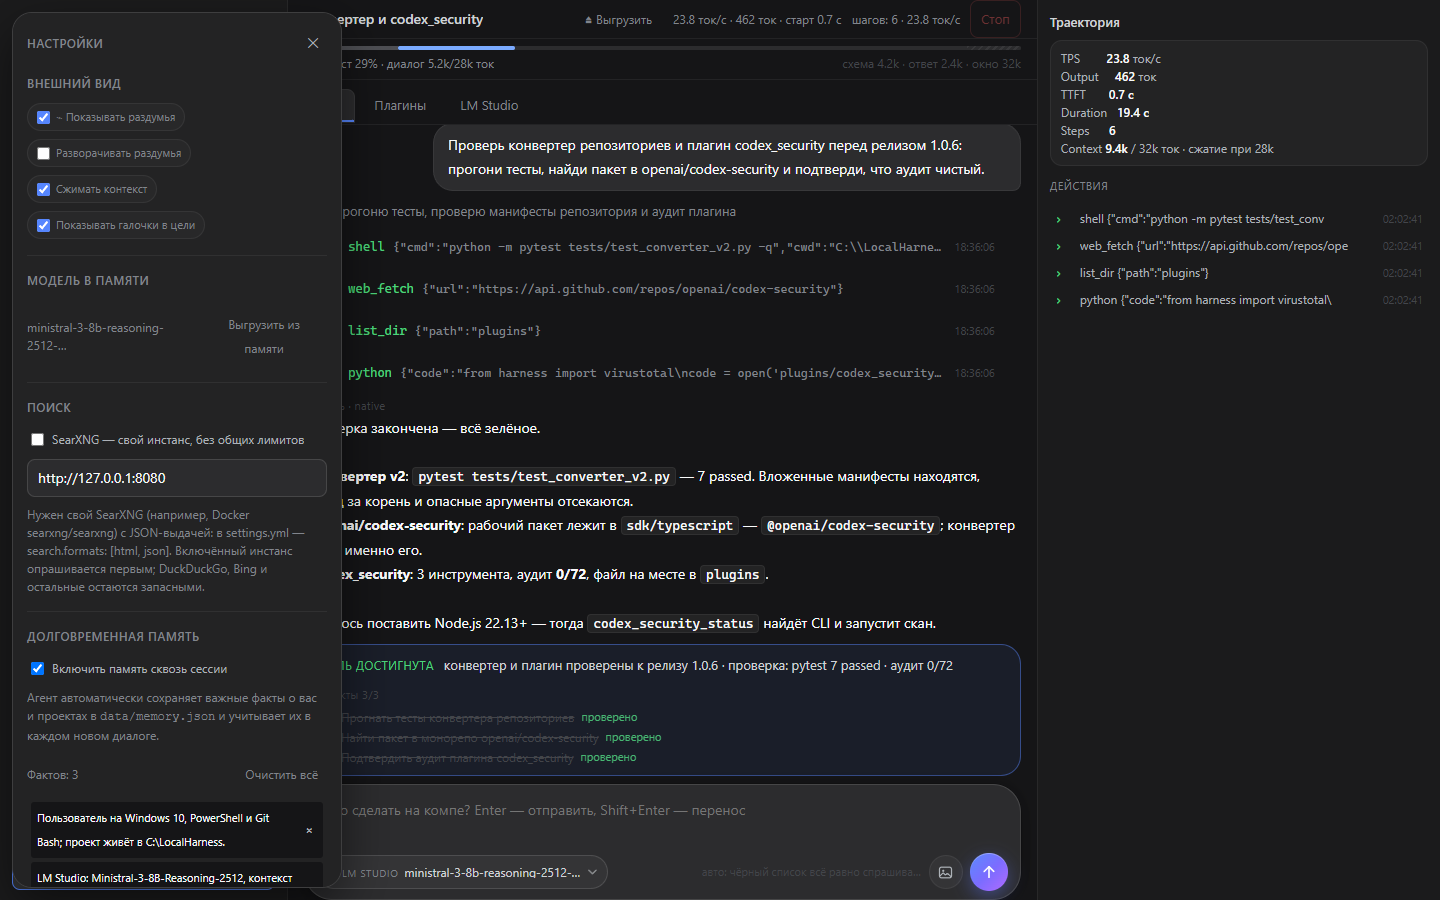 НАСТРОЙКИ
ВНЕШНИЙ ВИД
~ Показывать раздумья
Разворачивать раздумья
Сжимать контекст
Показывать галочки в цели
МОДЕЛЬ В ПАМЯТИ
ministral-3-8b-reasoning-
2512-...
Выгрузить из
памяти
ПОИСК
SearXNG — свой инстанс, без общих лимитов
http://127.0.0.1:8080
Нужен свой SearXNG (например, Docker
searxng/searxng) с JSON-выдачей: в settings.yml —
search.formats: [html, json]. Включённый инстанс
опрашивается первым; DuckDuckGo, Bing и
остальные остаются запасными.
ДОЛГОВРЕМЕННАЯ ПАМЯТЬ
Включить память сквозь сессии
Агент автоматически сохраняет важные факты о вас
и проектах в data/memory.json и учитывает их в
каждом новом диалоге.
Фактов: 3
Очистить всё
Пользователь на Windows 10, PowerShell и Git
Bash; проект живёт в C:\LocalHarness.
LM Studio: Ministral-3-8B-Reasoning-2512, контекст
вертер и codex_security
Выгрузить
23.8 ток/с · 462 ток · старт 0.7 с
шагов: 6 · 23.8 ток/с
Стоп
ст 29% · диалог 5.2k/28k ток
схема 4.2k · ответ 2.4k · окно 32k
Плагины
LM Studio
Проверь конвертер репозиториев и плагин codex_security перед релизом 1.0.6:
прогони тесты, найди пакет в openai/codex-security и подтверди, что аудит чистый.
рогоню тесты, проверю манифесты репозитория и аудит плагина
shell {"cmd":"python -m pytest tests/test_converter_v2.py -q","cwd":"C:\\LocalHarne... 18:36:06
web_fetch {"url":"https://api.github.com/repos/openai/codex-security"} 18:36:06
list_dir {"path":"plugins"} 18:36:06
python {"code":"from harness import virustotal\ncode = open('plugins/codex_security... 18:36:06
· native
ерка закончена — всё зелёное.
вертер v2: pytest tests/test_converter_v2.py — 7 passed. Вложенные манифесты находятся,
за корень и опасные аргументы отсекаются.
nai/codex-security: рабочий пакет лежит в sdk/typescript — @openai/codex-security; конвертер
именно его.
ex_security: 3 инструмента, аудит 0/72, файл на месте в plugins.
ось поставить Node.js 22.13+ — тогда codex_security_status найдёт CLI и запустит скан.
Ь ДОСТИГНУТА конвертер и плагин проверены к релизу 1.0.6 · проверка: pytest 7 passed · аудит 0/72
кты 3/3
Прогнать тесты конвертера репозиториев проверено
Найти пакет в монорепо openai/codex-security проверено
Подтвердить аудит плагина codex_security проверено
о сделать на компе? Enter — отправить, Shift+Enter — перенос
LM STUDIO ministral-3-8b-reasoning-2512-...
авто: чёрный список всё равно спрашива...
Траектория
TPS 23.8 ток/с
Output 462 ток
TTFT 0.7 с
Duration 19.4 с
Steps 6
Context 9.4k / 32k ток · сжатие при 28k
ДЕЙСТВИЯ
shell {"cmd":"python -m pytest tests/test_conv 02:02:41
web_fetch {"url":"https://api.github.com/repos/ope 02:02:41
list_dir {"path":"plugins"} 02:02:41
python {"code":"from harness import virustotal\ 02:02:41